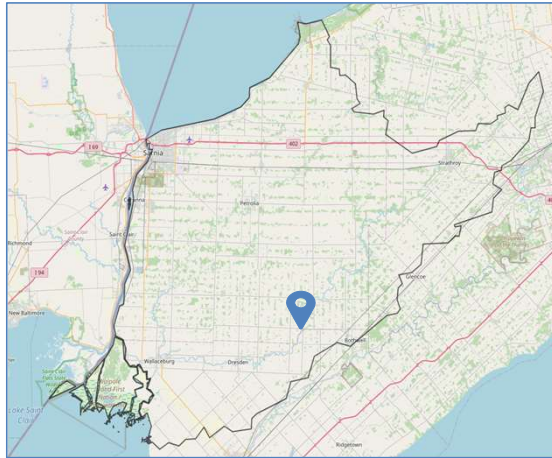 I 69
Sarnia
402
Strathroy
Petrolia
Saint Clair
Richmond
I 94
Glencoe
New Baltimore
Bothwell
Wallaceburg
Dresden
Lake Saint
Clair
Ridgetown